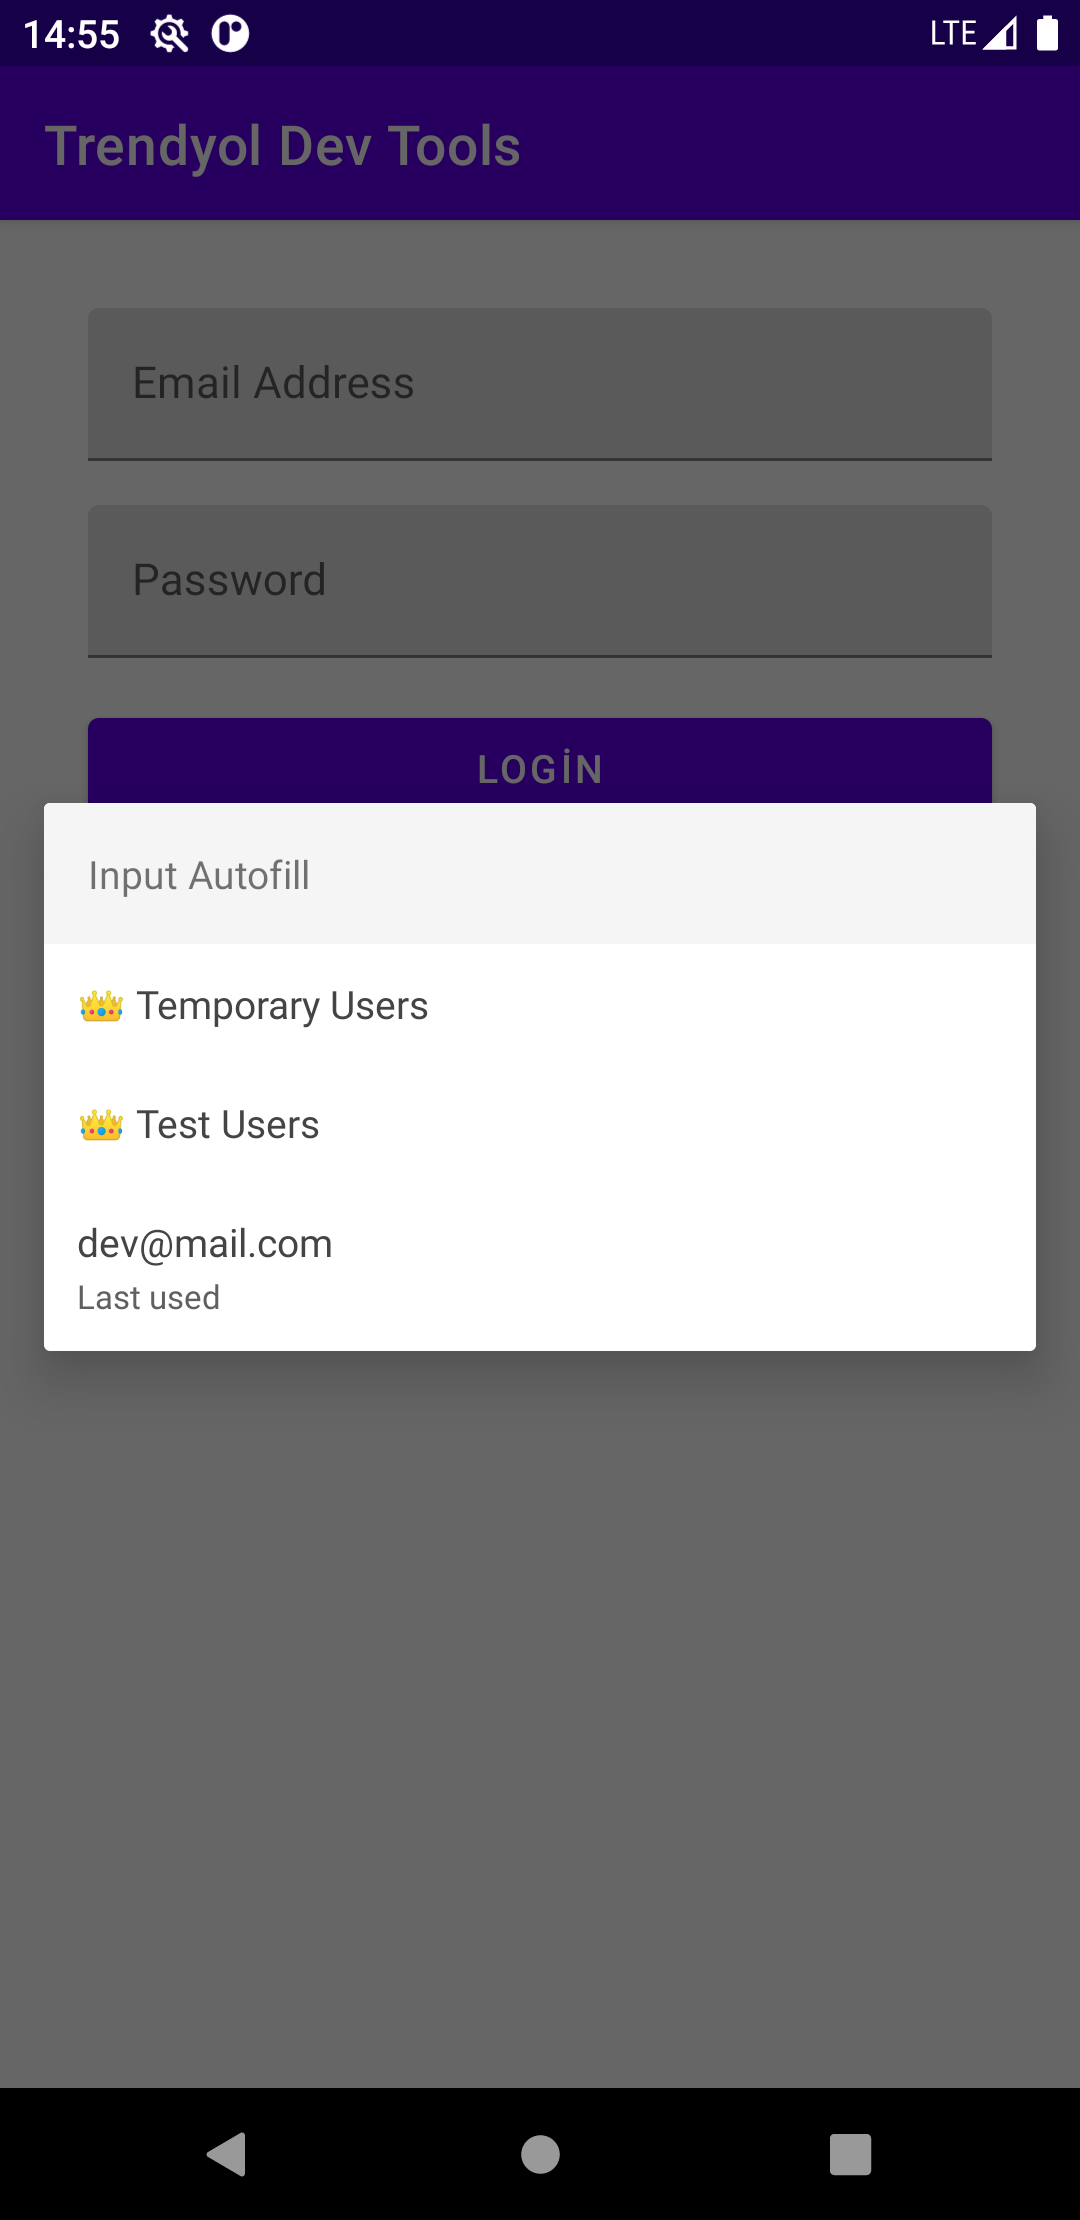 14:55 LTE
Trendyol Dev Tools
Email Address
Password
LOGİN
Input Autofill
👑 Temporary Users
👑 Test Users
dev@mail.com
Last used